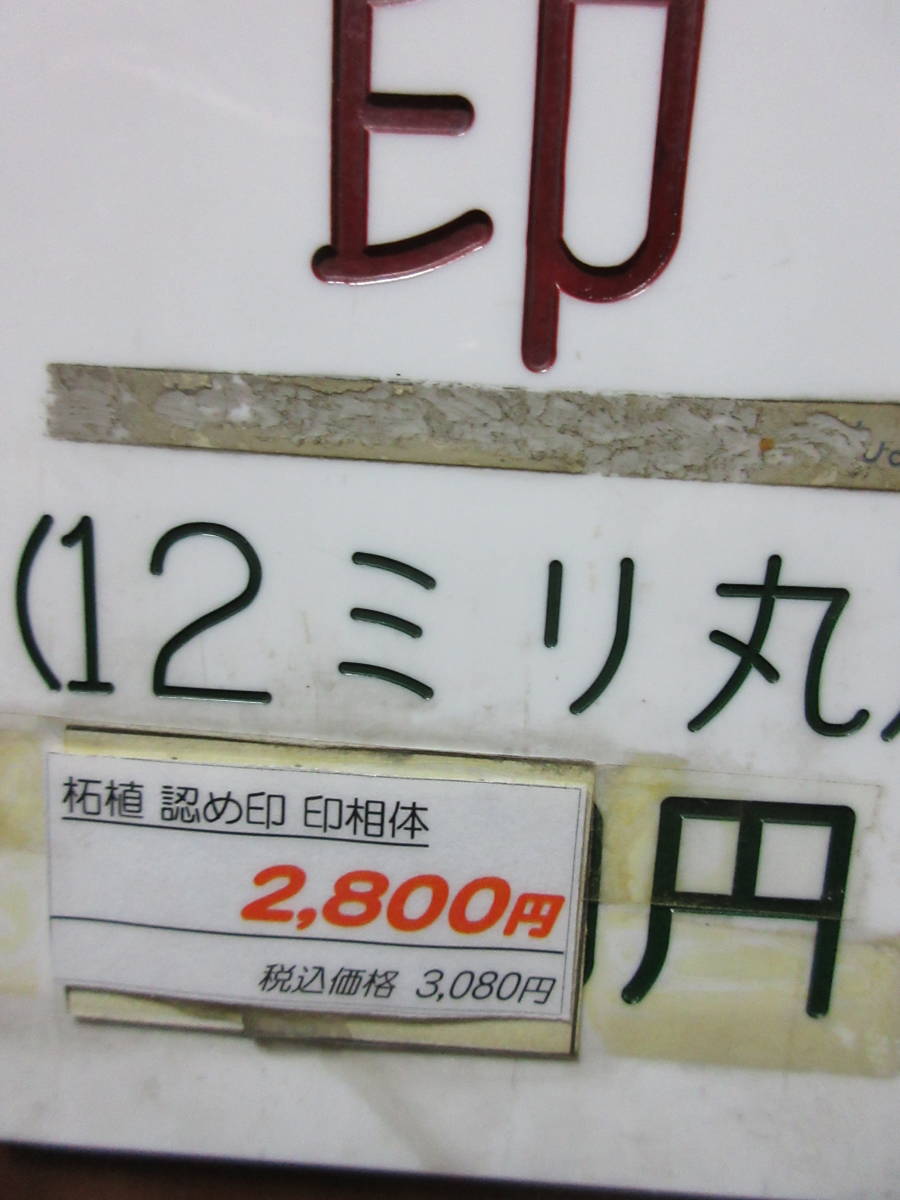 印
(12ミリ丸)
柘植 認め印 印相体
2,800円
税込価格 3,080円
円